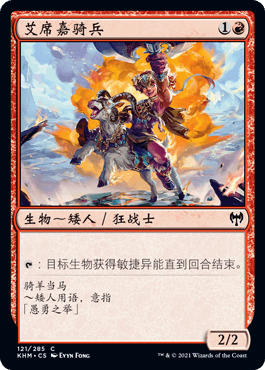 艾席嘉骑兵 1
生物～矮人／狂战士
：目标生物获得敏捷异能直到回合结束。
骑羊当马
～矮人用语，意指
「愚勇之举」
2/2
121/285 C
KHM • CS Evyn Fong
™ & © 2021 Wizards of the Coast